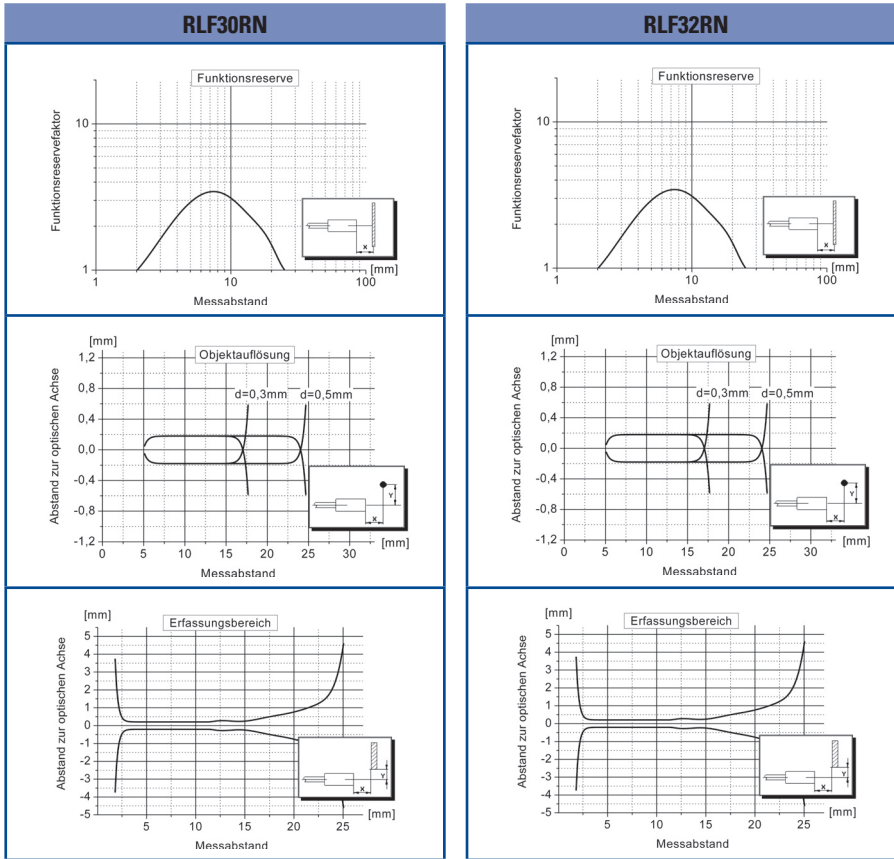 RLF30RN
Funktionsreserve
Funktionsreservefaktor
10
1
1
10
100
[mm]
x
Messabstand
[mm]
Objektauflösung
Abstand zur optischen Achse
1,2
0,8
0,4
0,0
-0,4
-0,8
-1,2
d=0,3mm
d=0,5mm
Y
x
0
5
10
15
20
25
30
[mm]
Messabstand
[mm]
Erfassungsbereich
Abstand zur optischen Achse
5
4
3
2
1
0
-1
-2
-3
-4
-5
Y
x
5
10
15
20
25
[mm]
Messabstand
RLF32RN
Funktionsreserve
Funktionsreservefaktor
10
1
1
10
100
[mm]
x
Messabstand
[mm]
Objektauflösung
Abstand zur optischen Achse
1,2
0,8
0,4
0,0
-0,4
-0,8
-1,2
d=0,3mm
d=0,5mm
Y
x
0
5
10
15
20
25
30
[mm]
Messabstand
[mm]
Erfassungsbereich
Abstand zur optischen Achse
5
4
3
2
1
0
-1
-2
-3
-4
-5
Y
x
5
10
15
20
25
[mm]
Messabstand